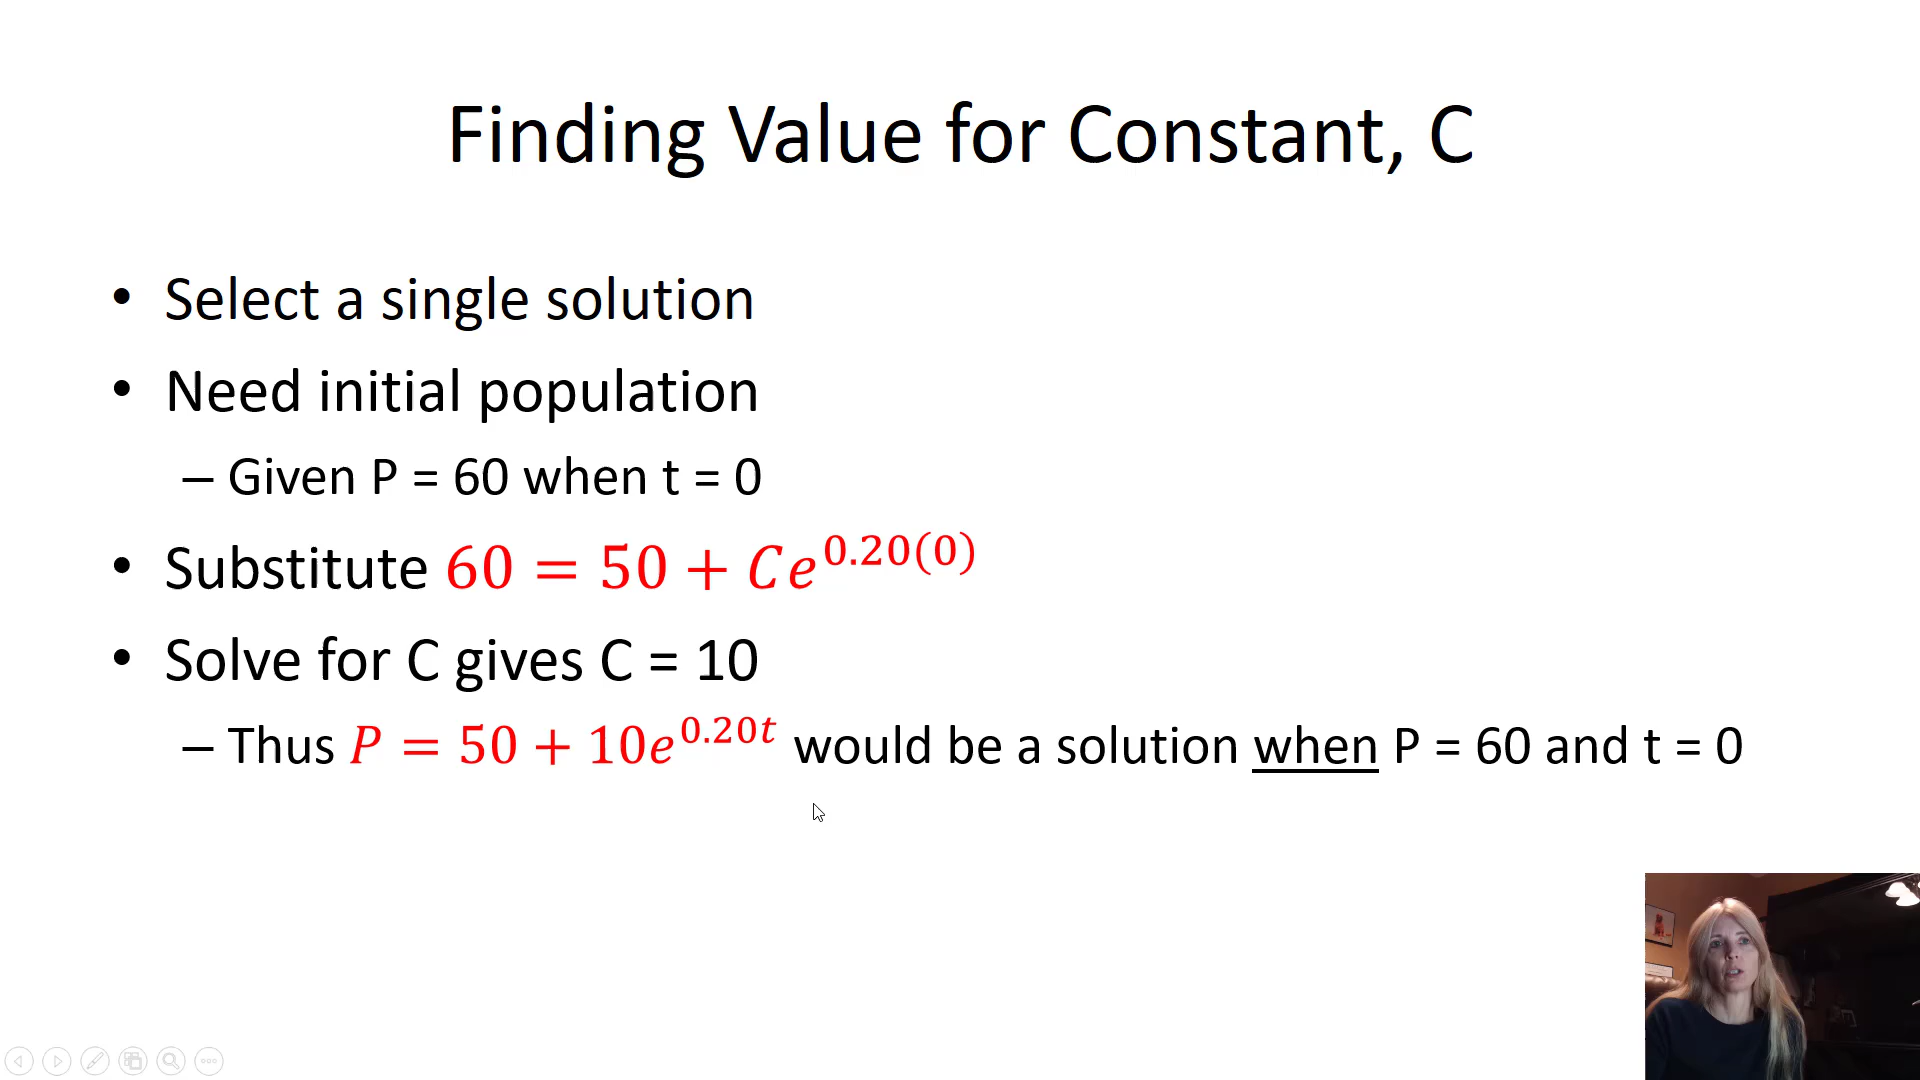 Finding Value for Constant, C
• Select a single solution
• Need initial population
– Given P = 60 when t = 0
• Substitute 60 = 50 + Ce^{0.20(0)}
• Solve for C gives C = 10
– Thus P = 50 + 10e^{0.20t} would be a solution when P = 60 and t = 0